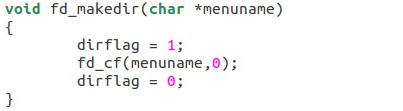 void fd_makedir(char *menuname)
{
        dirflag = 1;
        fd_cf(menuname,0);
        dirflag = 0;
}